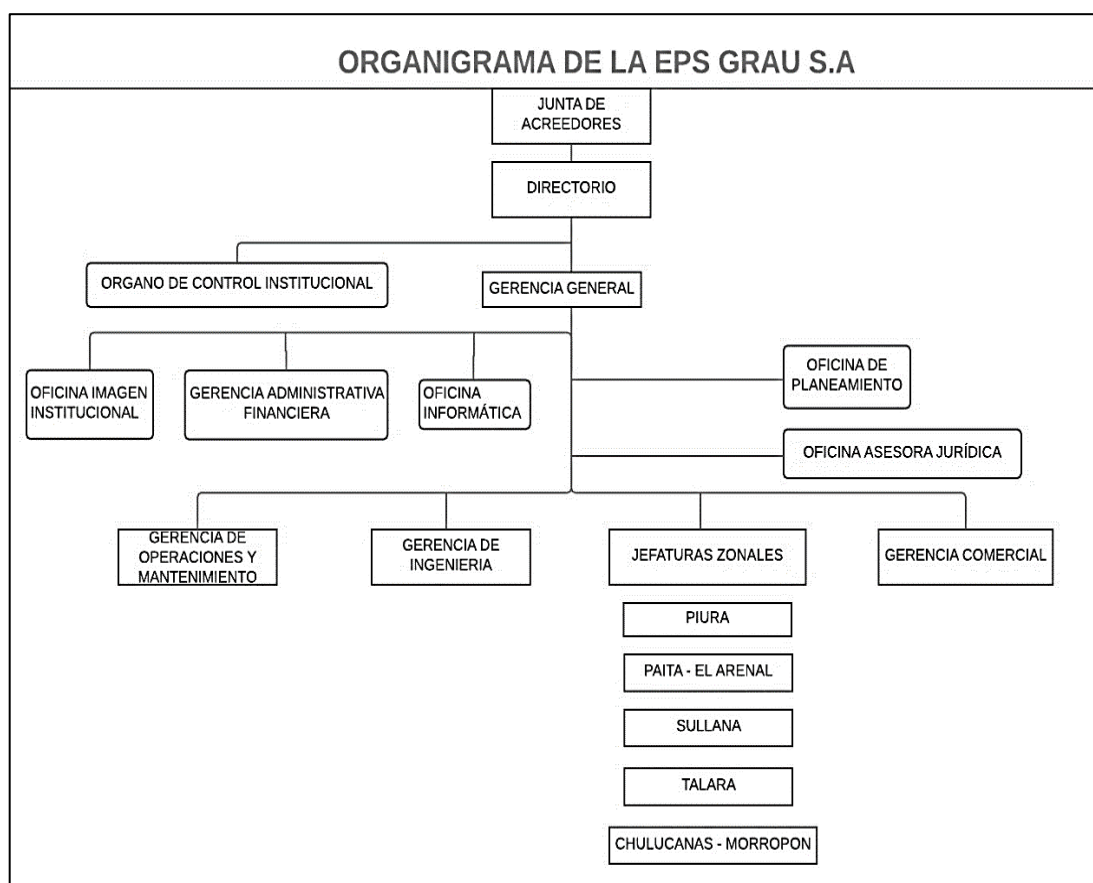 ORGANIGRAMA DE LA EPS GRAU S.A
JUNTA DE
ACREEDORES
DIRECTORIO
ORGANO DE CONTROL INSTITUCIONAL
GERENCIA GENERAL
OFICINA IMAGEN
INSTITUCIONAL
GERENCIA ADMINISTRATIVA
FINANCIERA
OFICINA
INFORMÁTICA
OFICINA DE
PLANEAMIENTO
OFICINA ASESORA JURÍDICA
GERENCIA DE
OPERACIONES Y
MANTENIMIENTO
GERENCIA DE
INGENIERIA
JEFATURAS ZONALES
GERENCIA COMERCIAL
PIURA
PAITA - EL ARENAL
SULLANA
TALARA
CHULUCANAS - MORROPON